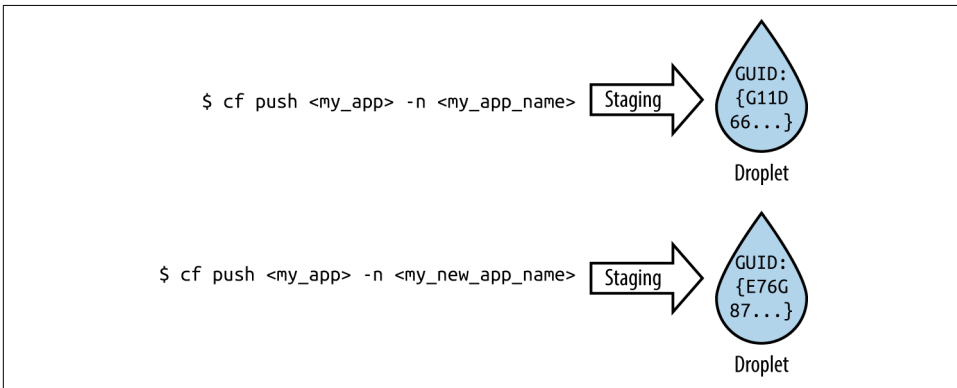 $ cf push <my_app> -n <my_app_name>
Staging
GUID:
{G11D
66...}
Droplet
$ cf push <my_app> -n <my_new_app_name>
Staging
GUID:
{E76G
87...}
Droplet